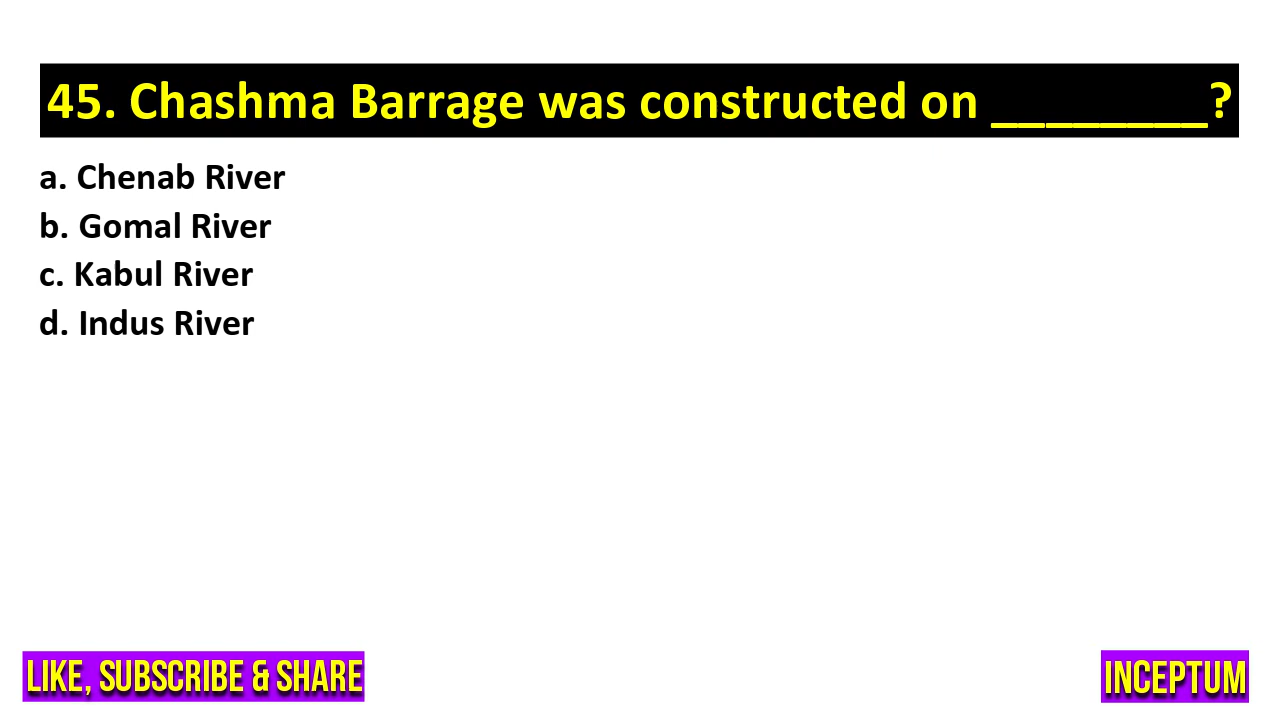 45. Chashma Barrage was constructed on ________?
a. Chenab River
b. Gomal River
c. Kabul River
d. Indus River
LIKE, SUBSCRIBE & SHARE
INCEPTUM